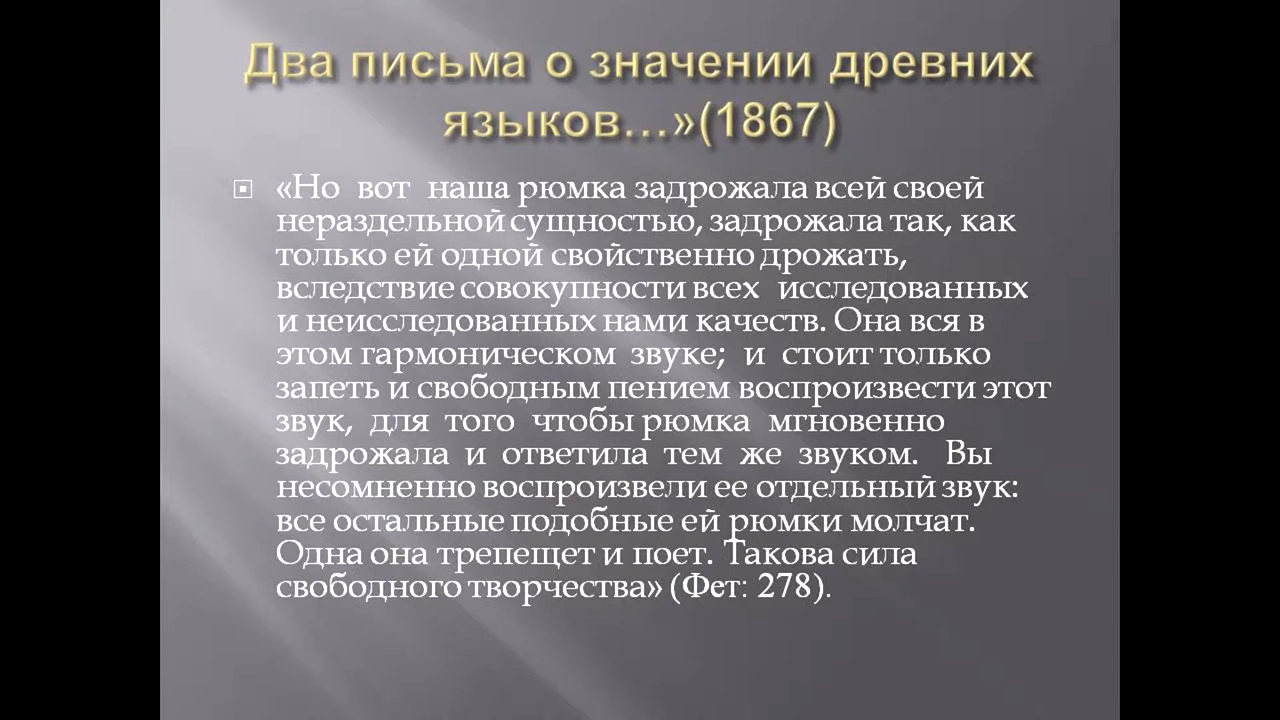 Два письма о значении древних
языков...»(1867)
«Но вот наша рюмка задрожала всей своей
нераздельной сущностью, задрожала так, как
только ей одной свойственно дрожать,
вследствие совокупности всех исследованных
и неисследованных нами качеств. Она вся в
этом гармоническом звуке; и стоит только
запеть и свободным пением воспроизвести этот
звук, для того чтобы рюмка мгновенно
задрожала и ответила тем же звуком. Вы
несомненно воспроизвели ее отдельный звук:
все остальные подобные ей рюмки молчат.
Одна она трепещет и поет. Такова сила
свободного творчества» (Фет: 278).